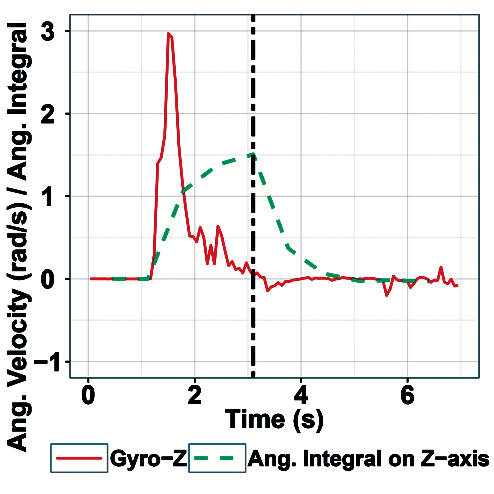 Ang. Velocity (rad/s) / Ang. Integral
3
2
1
0
−1
0 2 4 6
Time (s)
Gyro−Z Ang. Integral on Z−axis